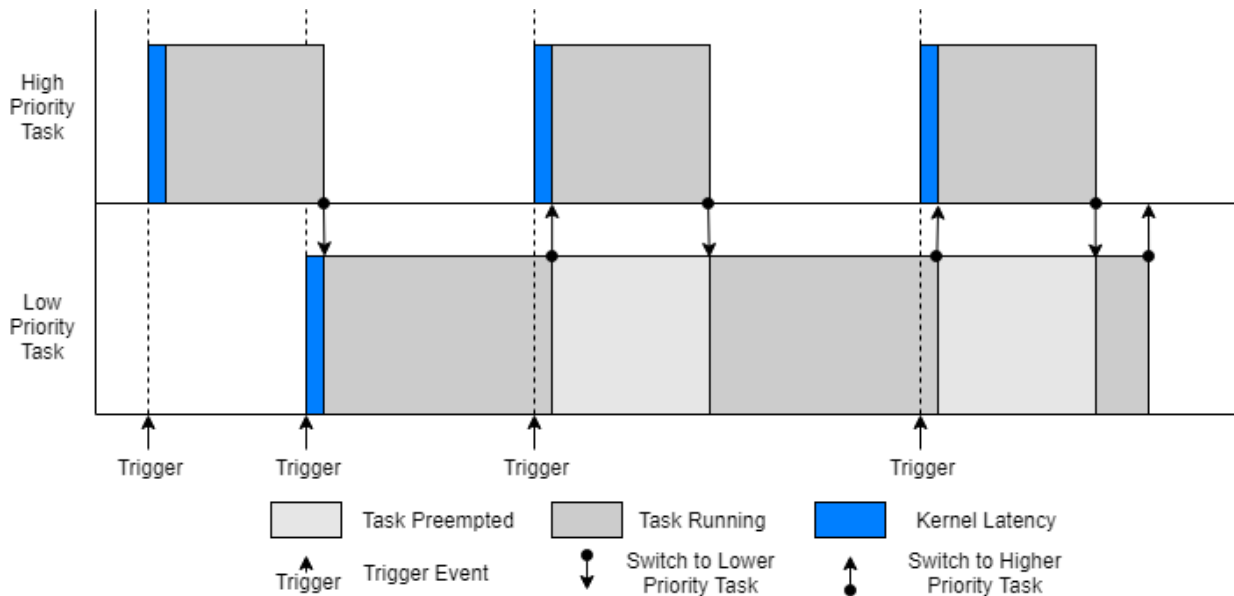 High
Priority
Task
Low
Priority
Task
Trigger
Trigger
Trigger
Trigger
Task Preempted
Task Running
Kernel Latency
Trigger
Trigger Event
Switch to Lower
Priority Task
Switch to Higher
Priority Task